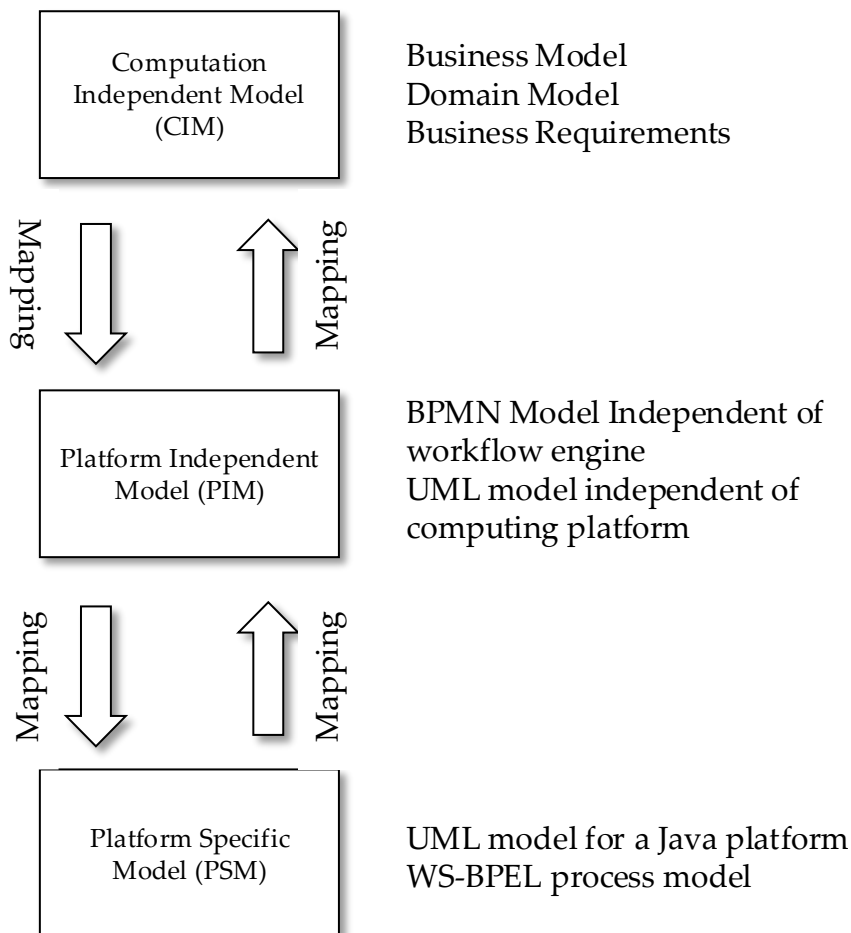 Computation
Independent Model
(CIM)
Business Model
Domain Model
Business Requirements
Mapping
Mapping
Platform Independent
Model (PIM)
BPMN Model Independent of
workflow engine
UML model independent of
computing platform
Mapping
Mapping
Platform Specific
Model (PSM)
UML model for a Java platform
WS-BPEL process model